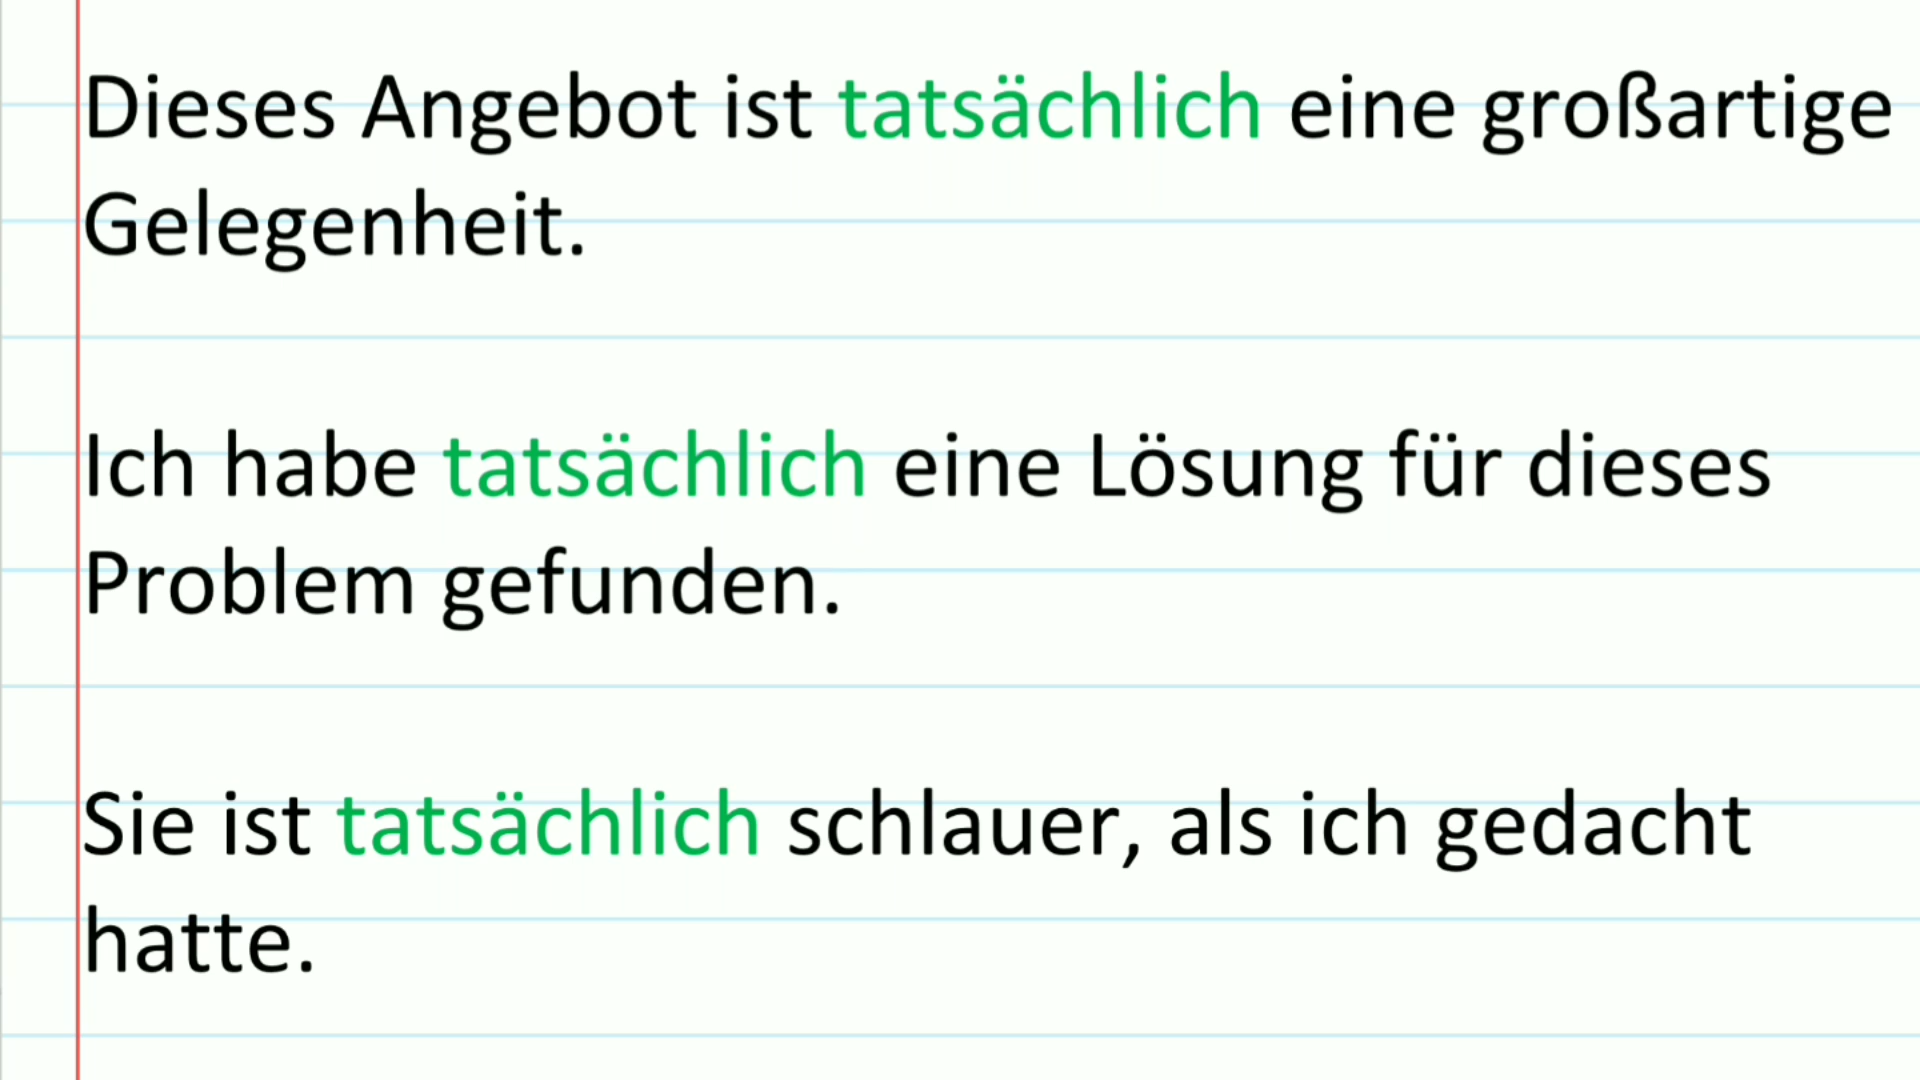 Dieses Angebot ist tatsächlich eine großartige
Gelegenheit.
Ich habe tatsächlich eine Lösung für dieses
Problem gefunden.
Sie ist tatsächlich schlauer, als ich gedacht
hatte.